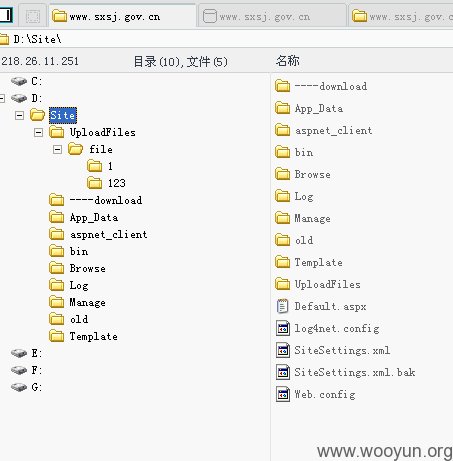 www.sxsj.gov.cn
www.sxsj.gov.cn
www.sxsj.gov.cn
D:\Site\
218.26.11.251
目录(10),文件(5)
名称
C:
D:
Site
UploadFiles
file
1
123
----download
App_Data
aspnet_client
bin
Browse
Log
Manage
old
Template
E:
F:
G:
----download
App_Data
aspnet_client
bin
Browse
Log
Manage
old
Template
UploadFiles
Default.aspx
log4net.config
SiteSettings.xml
SiteSettings.xml.bak
Web.config
www.wooyun.org